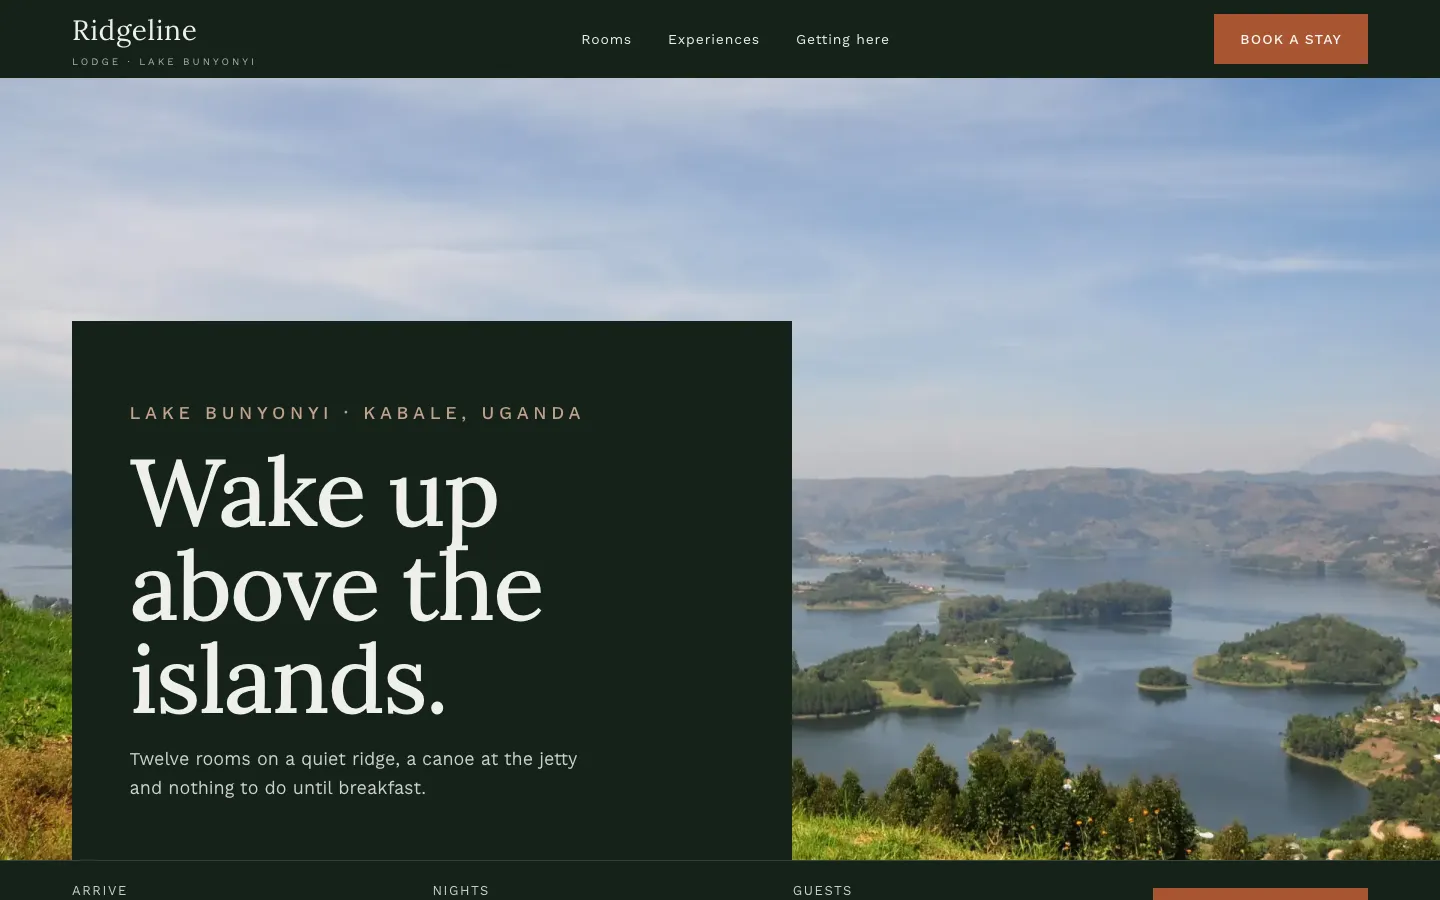 Ridgeline
LODGE · LAKE BUNYONYI
Rooms
Experiences
Getting here
BOOK A STAY
LAKE BUNYONYI · KABALE, UGANDA
Wake up
above the
islands.
Twelve rooms on a quiet ridge, a canoe at the jetty
and nothing to do until breakfast.
ARRIVE
NIGHTS
GUESTS